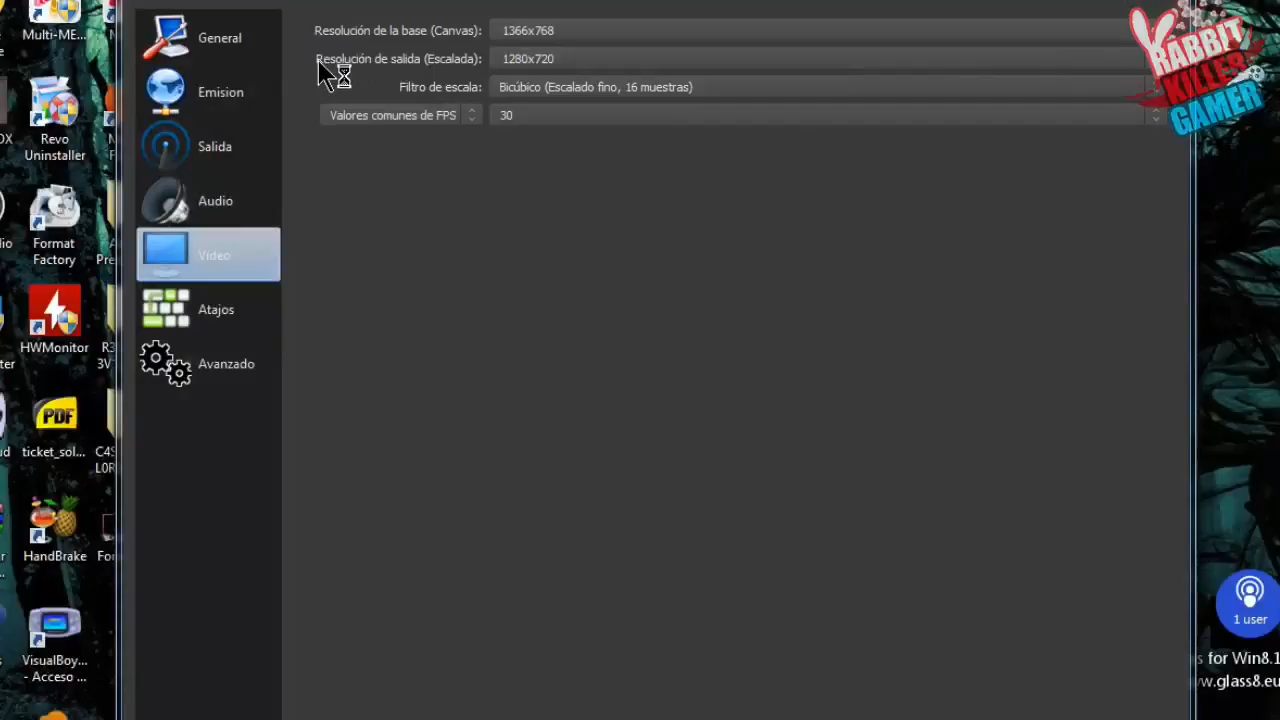 Multi-ME...
Revo
Uninstaller
Format
Factory
HWMonitor
ticket_sol...
HandBrake
VisualBoy...
- Acceso ...
General
Emision
Salida
Audio
Vídeo
Atajos
Avanzado
Resolución de la base (Canvas): 1366x768
Resolución de salida (Escalada): 1280x720
Filtro de escala: Bicúbico (Escalado fino, 16 muestras)
Valores comunes de FPS 30
RABBIT
KILLER
GAMER
PDF
1 user
s for Win8.1
w.glass8.eu